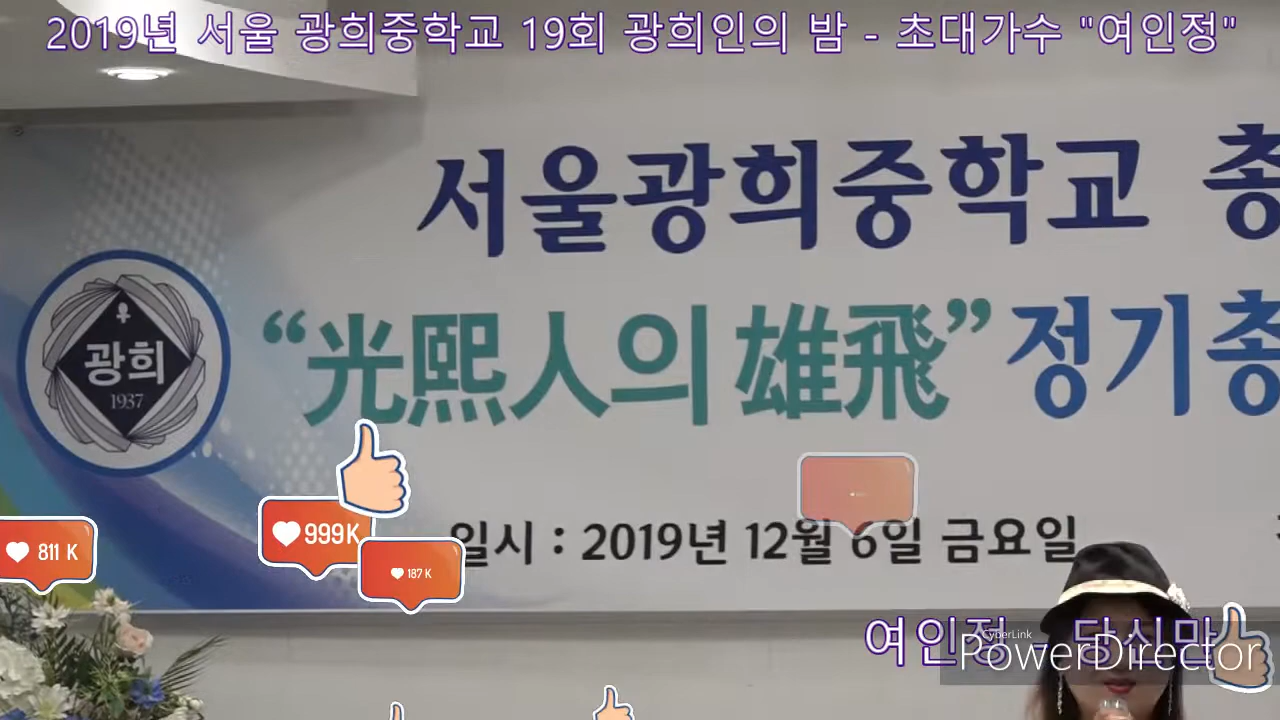 2019년 서울 광희중학교 19회 광희인의 밤 - 초대가수 "여인정"
서울광희중학교 총
“光熙人의 雄飛” 정기총
광희
1937
일시 : 2019년 12월 6일 금요일
811 K
999K
187 K
여인정 - 당신만
CyberLink
PowerDirector